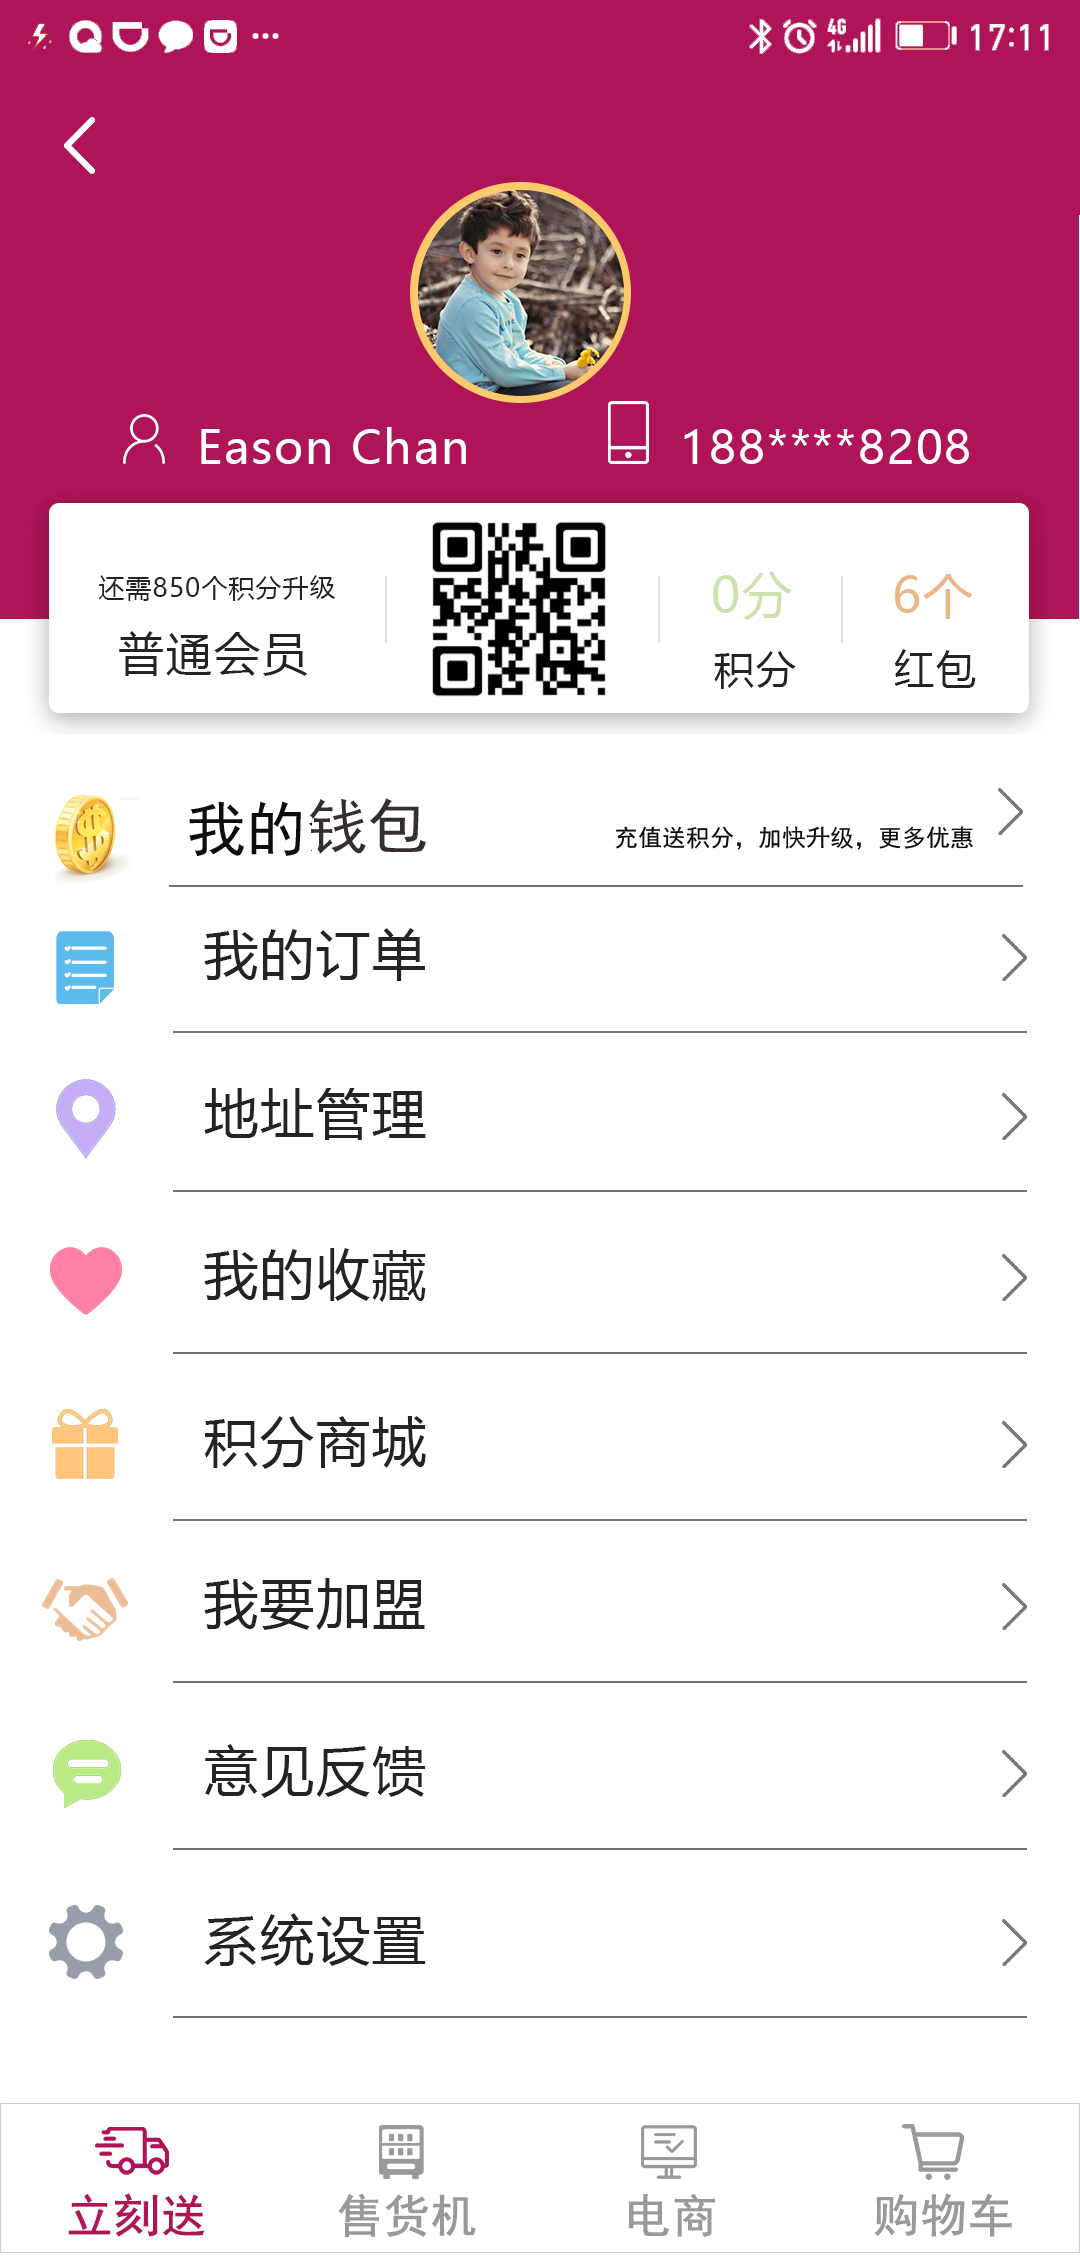 4G 17:11
Eason Chan 188****8208
还需850个积分升级
普通会员
0分
积分
6个
红包
我的钱包 充值送积分，加快升级，更多优惠
我的订单
地址管理
我的收藏
积分商城
我要加盟
意见反馈
系统设置
立刻送 售货机 电商 购物车